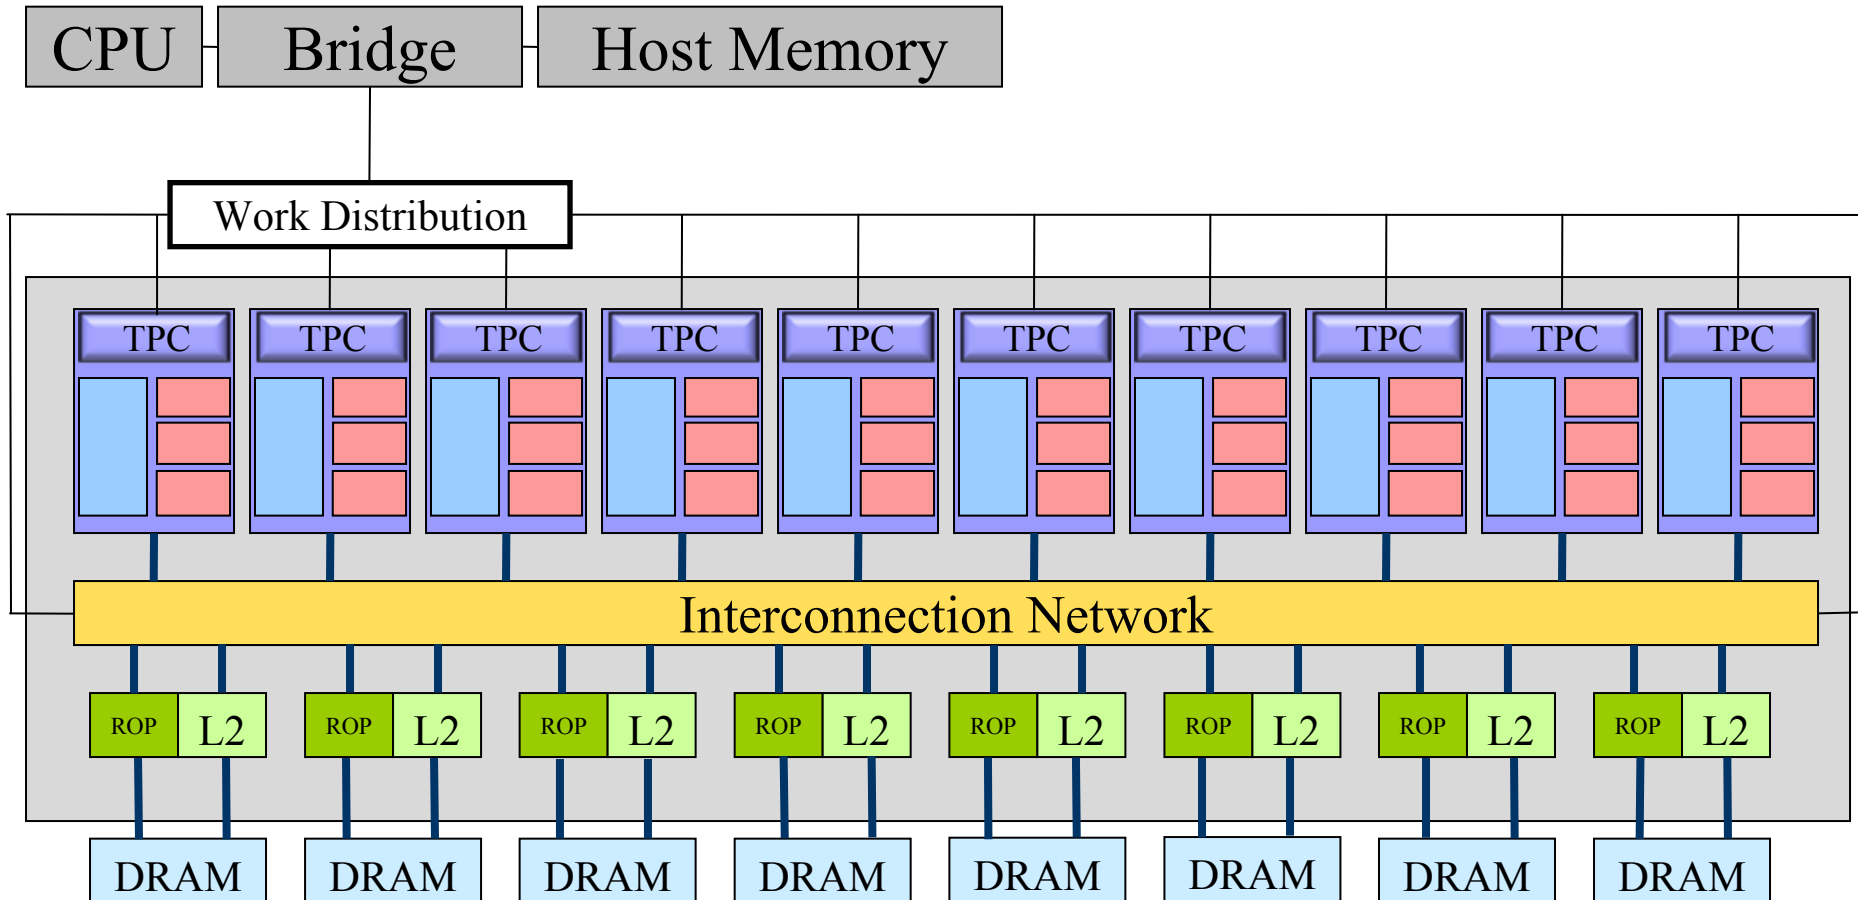 CPU
Bridge
Host Memory
Work Distribution
TPC
TPC
TPC
TPC
TPC
TPC
TPC
TPC
TPC
TPC
Interconnection Network
ROP
L2
ROP
L2
ROP
L2
ROP
L2
ROP
L2
ROP
L2
ROP
L2
ROP
L2
DRAM
DRAM
DRAM
DRAM
DRAM
DRAM
DRAM
DRAM